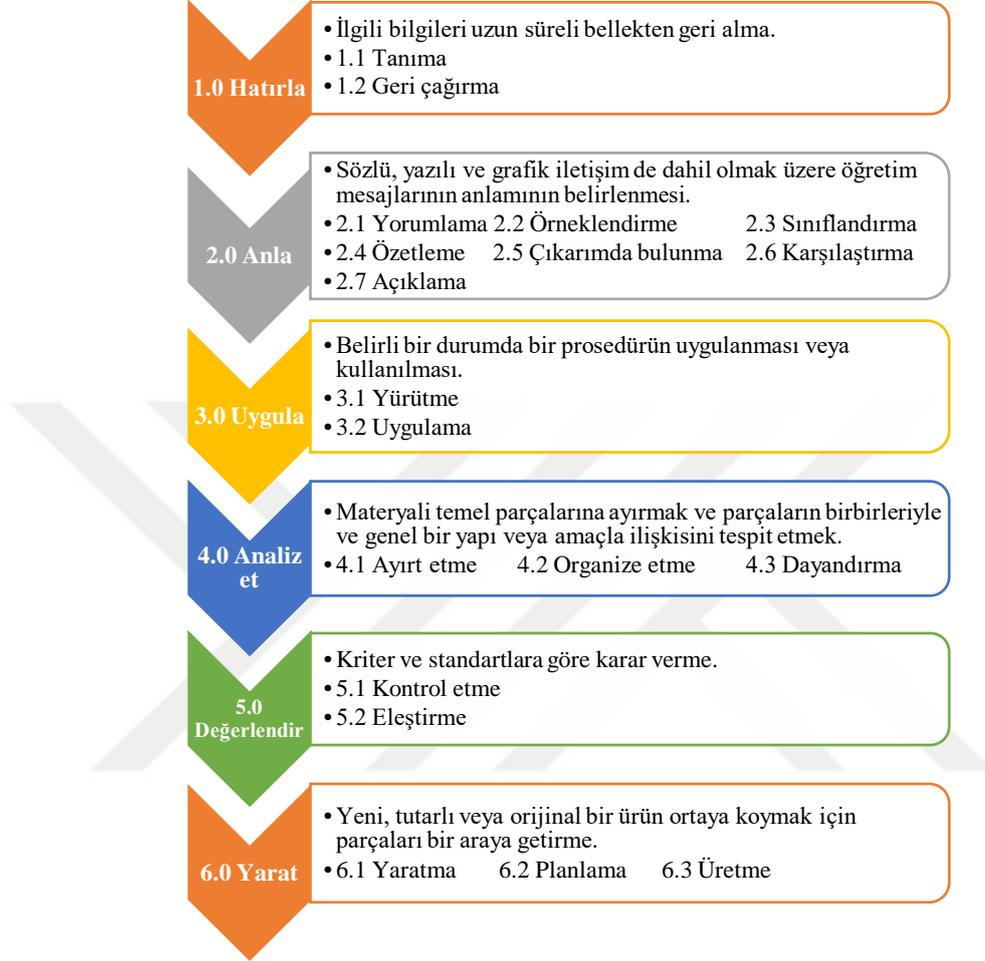 1.0 Hatırla
• İlgili bilgileri uzun süreli bellekten geri alma.
• 1.1 Tanıma
• 1.2 Geri çağırma
2.0 Anla
• Sözlü, yazılı ve grafik iletişim de dahil olmak üzere öğretim
mesajlarının anlamının belirlenmesi.
• 2.1 Yorumlama 2.2 Örneklendirme 2.3 Sınıflandırma
• 2.4 Özetleme 2.5 Çıkarımda bulunma 2.6 Karşılaştırma
• 2.7 Açıklama
3.0 Uygula
• Belirli bir durumda bir prosedürün uygulanması veya
kullanılması.
• 3.1 Yürütme
• 3.2 Uygulama
4.0 Analiz
et
• Materyali temel parçalarına ayırmak ve parçaların birbirleriyle
ve genel bir yapı veya amaçla ilişkisini tespit etmek.
• 4.1 Ayırt etme 4.2 Organize etme 4.3 Dayandırma
5.0
Değerlendir
• Kriter ve standartlara göre karar verme.
• 5.1 Kontrol etme
• 5.2 Eleştirme
6.0 Yarat
• Yeni, tutarlı veya orijinal bir ürün ortaya koymak için
parçaları bir araya getirme.
• 6.1 Yaratma 6.2 Planlama 6.3 Üretme